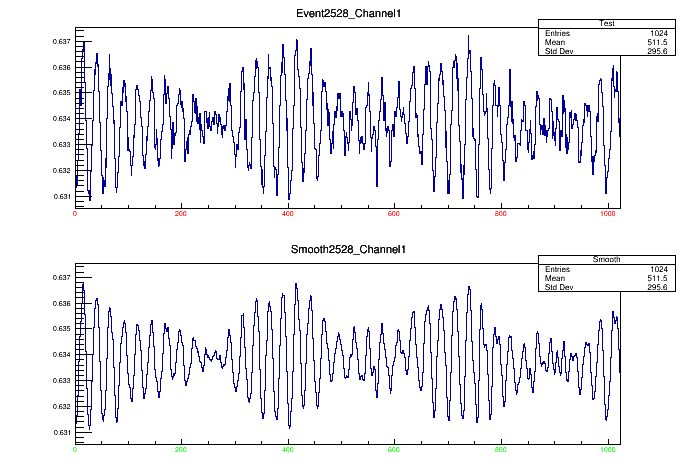 Event2528_Channel1
Test
Entries 1024
Mean 511.5
Std Dev 295.6
0.637
0.636
0.635
0.634
0.633
0.632
0.631
0 200 400 600 800 1000
Smooth2528_Channel1
Smooth
Entries 1024
Mean 511.5
Std Dev 295.6
0.637
0.636
0.635
0.634
0.633
0.632
0.631
0 200 400 600 800 1000